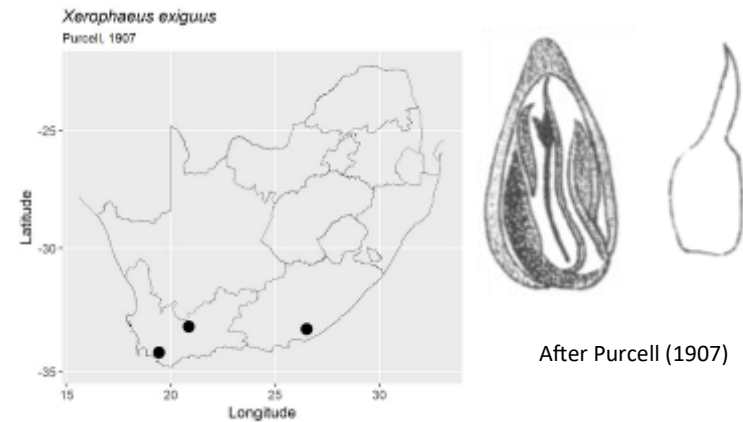 Xerophaeus exiguus
Purcell, 1907
Latitude
-25
-30
-35
15
20
25
30
Longitude
After Purcell (1907)